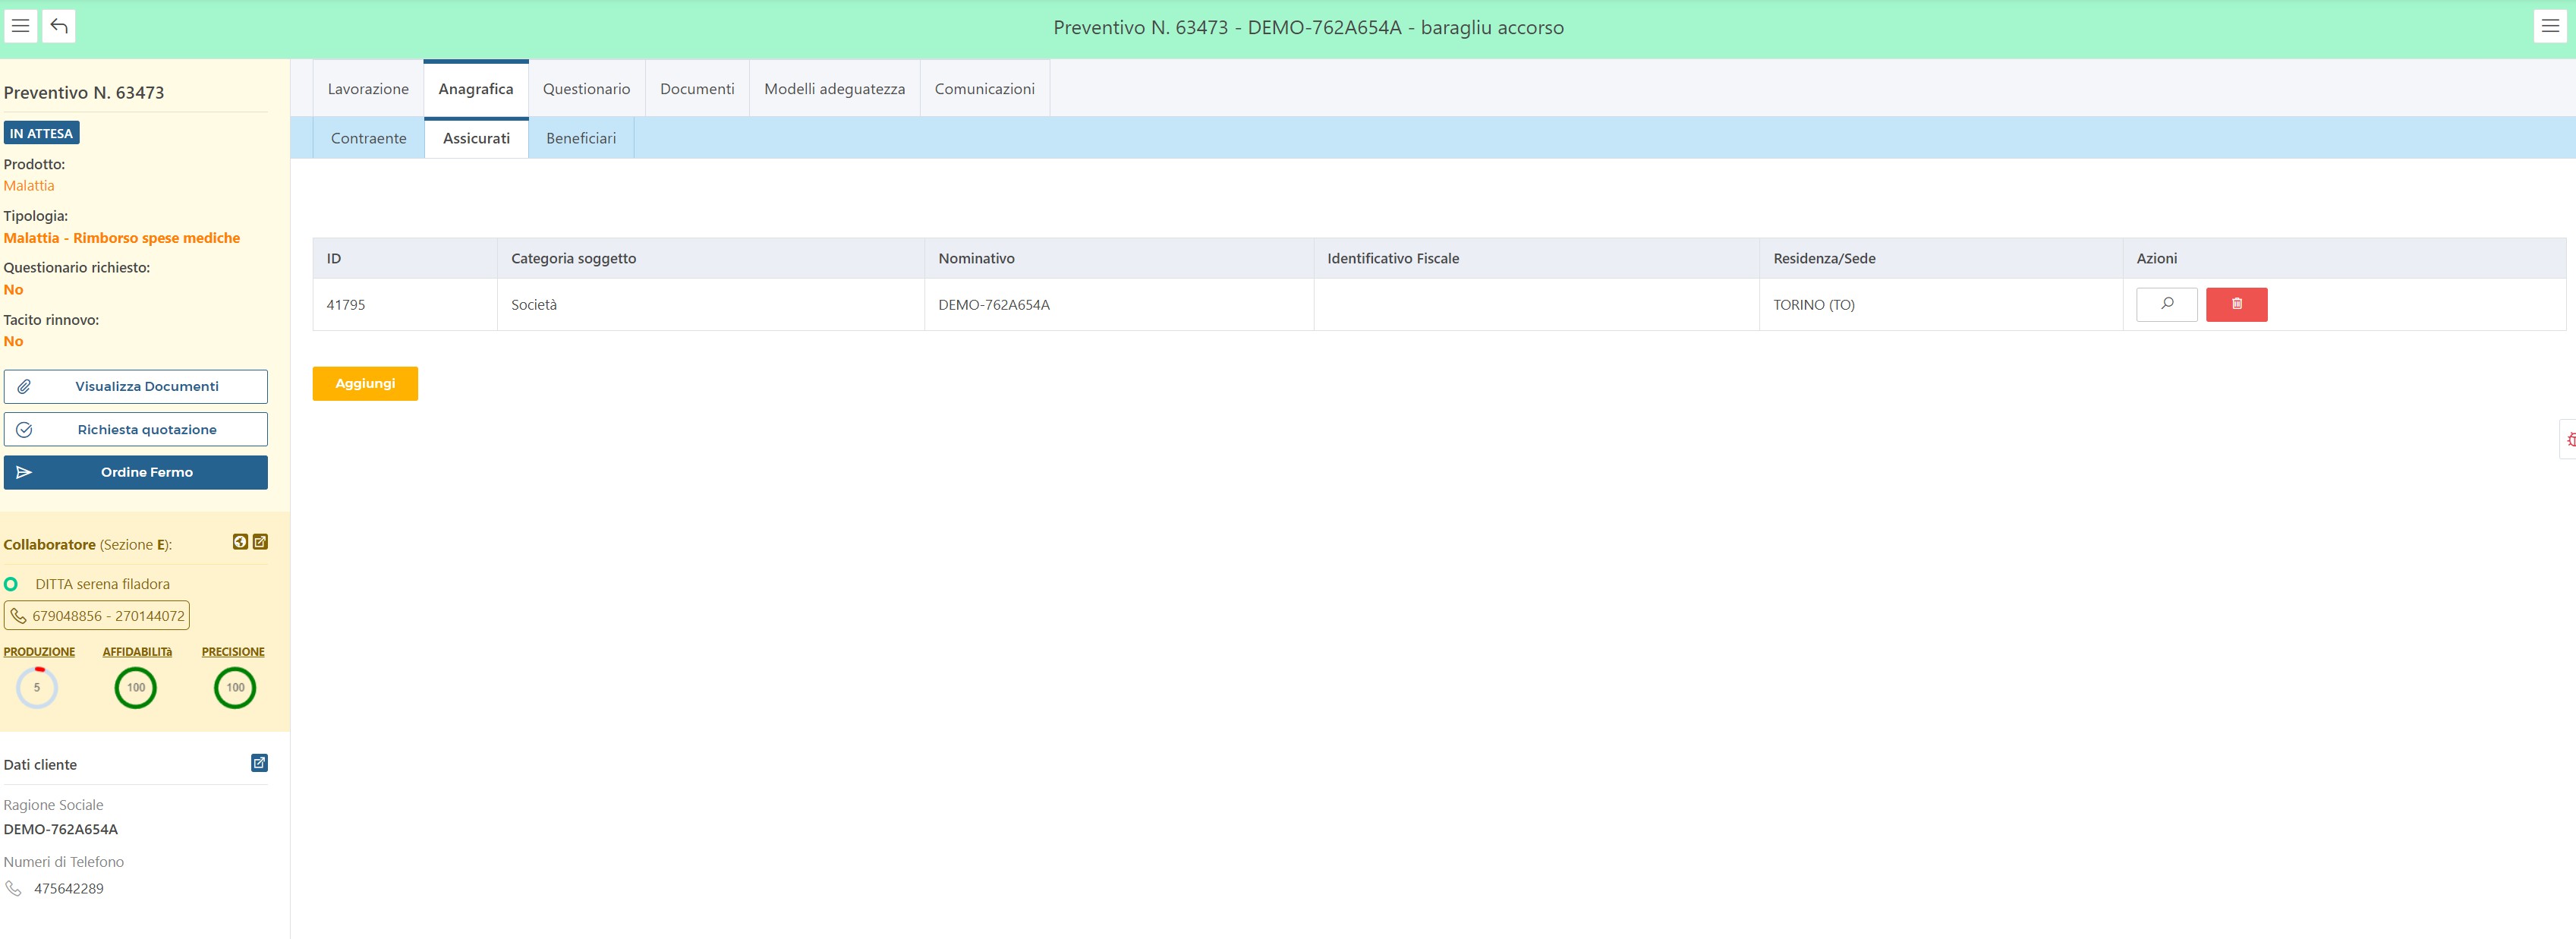 Preventivo N. 63473 - DEMO-762A654A - baragliu accorso
Preventivo N. 63473
IN ATTESA
Prodotto:
Malattia
Tipologia:
Malattia - Rimborso spese mediche
Questionario richiesto:
No
Tacito rinnovo:
No
Visualizza Documenti
Richiesta quotazione
Ordine Fermo
Collaboratore (Sezione E):
DITTA serena filadora
679048856 - 270144072
PRODUZIONE AFFIDABILITà PRECISIONE
5 100 100
Dati cliente
Ragione Sociale
DEMO-762A654A
Numeri di Telefono
475642289
Lavorazione Anagrafica Questionario Documenti Modelli adeguatezza Comunicazioni
Contraente Assicurati Beneficiari
ID Categoria soggetto Nominativo Identificativo Fiscale Residenza/Sede Azioni
41795 Società DEMO-762A654A TORINO (TO)
Aggiungi